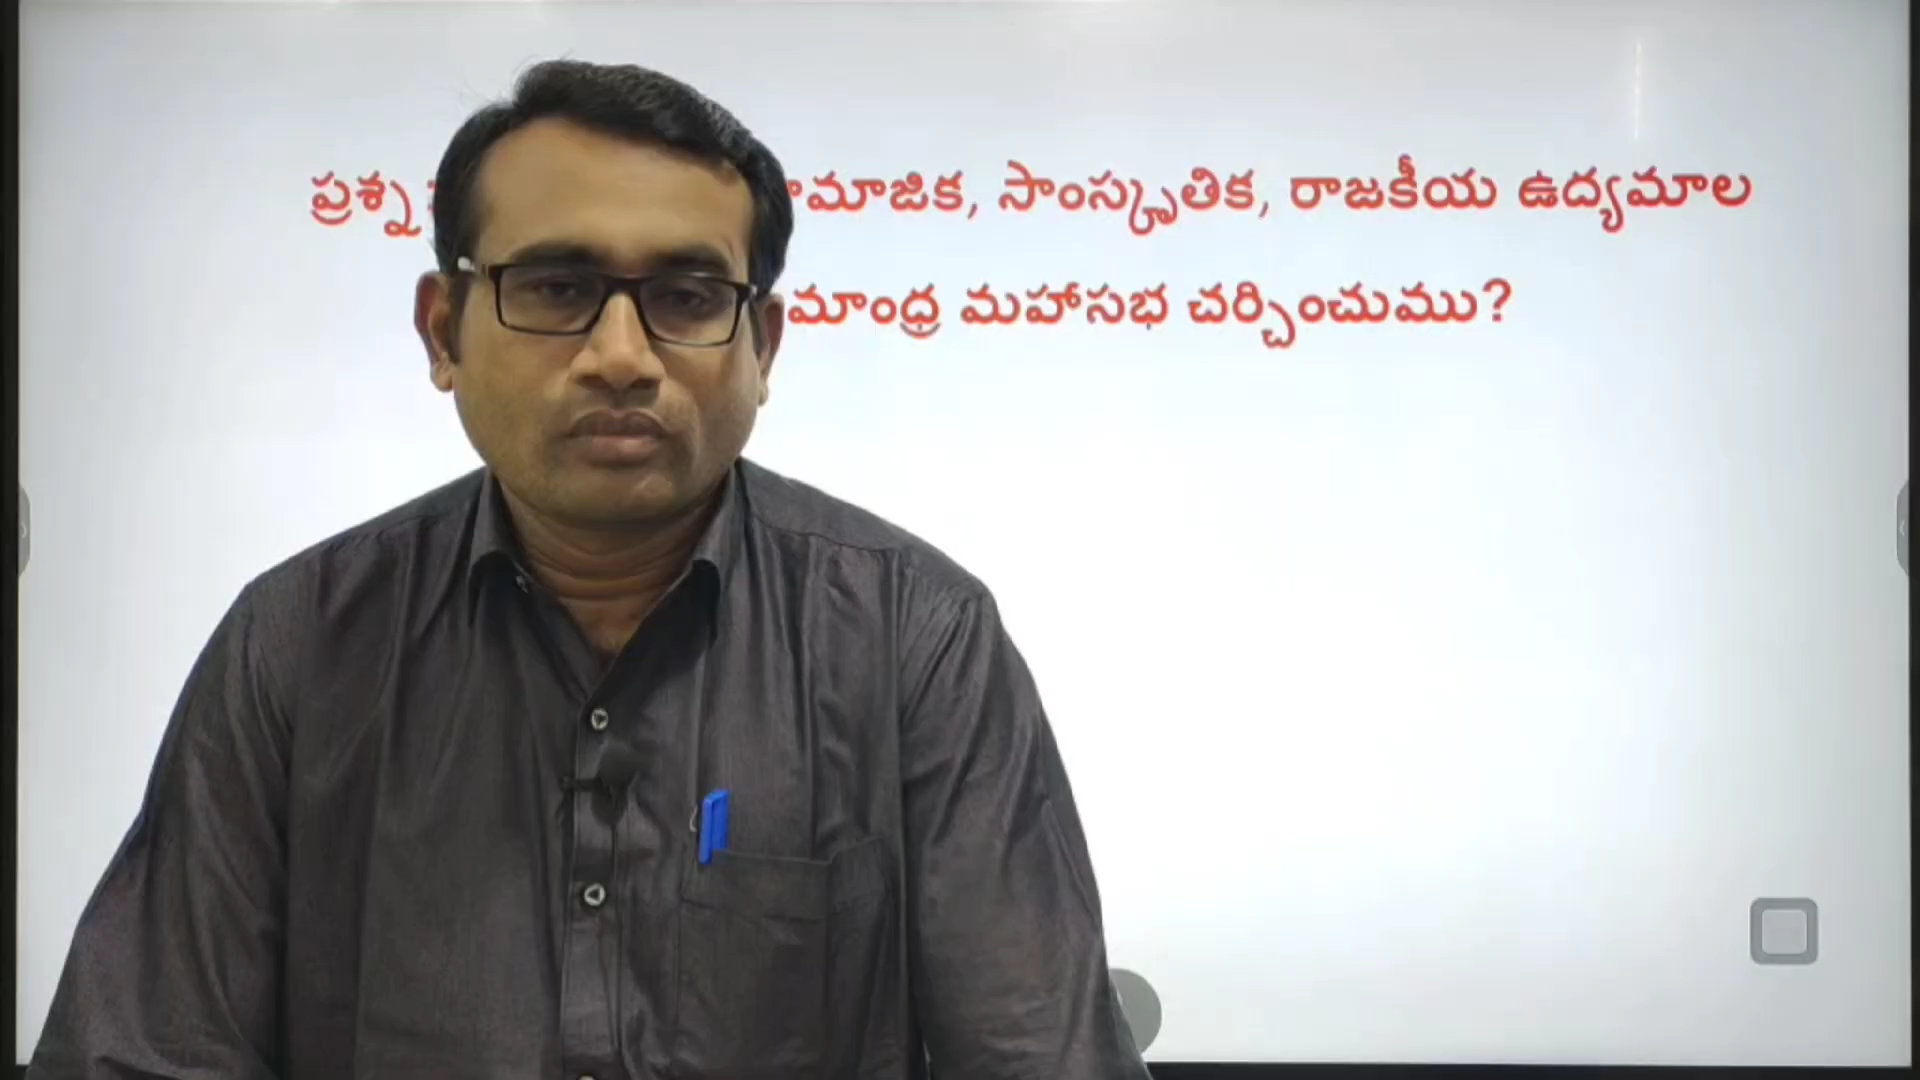 ప్రశ్న సాంస్కృతిక, రాజకీయ ఉద్యమాల
మహాసభ చర్చించుము?